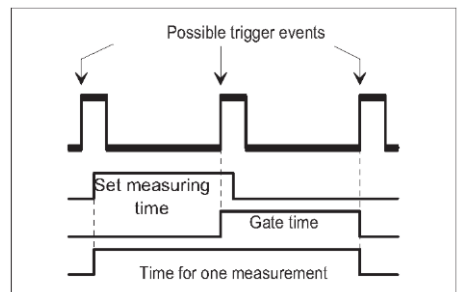 Possible trigger events
Set measuring
time
Gate time
Time for one measurement